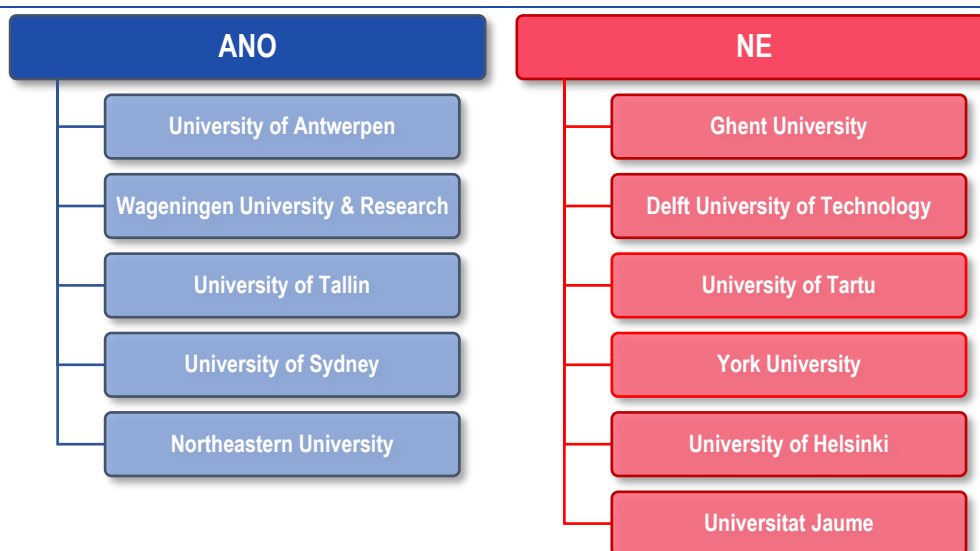 ANO
University of Antwerpen
Wageningen University & Research
University of Tallin
University of Sydney
Northeastern University
NE
Ghent University
Delft University of Technology
University of Tartu
York University
University of Helsinki
Universitat Jaume